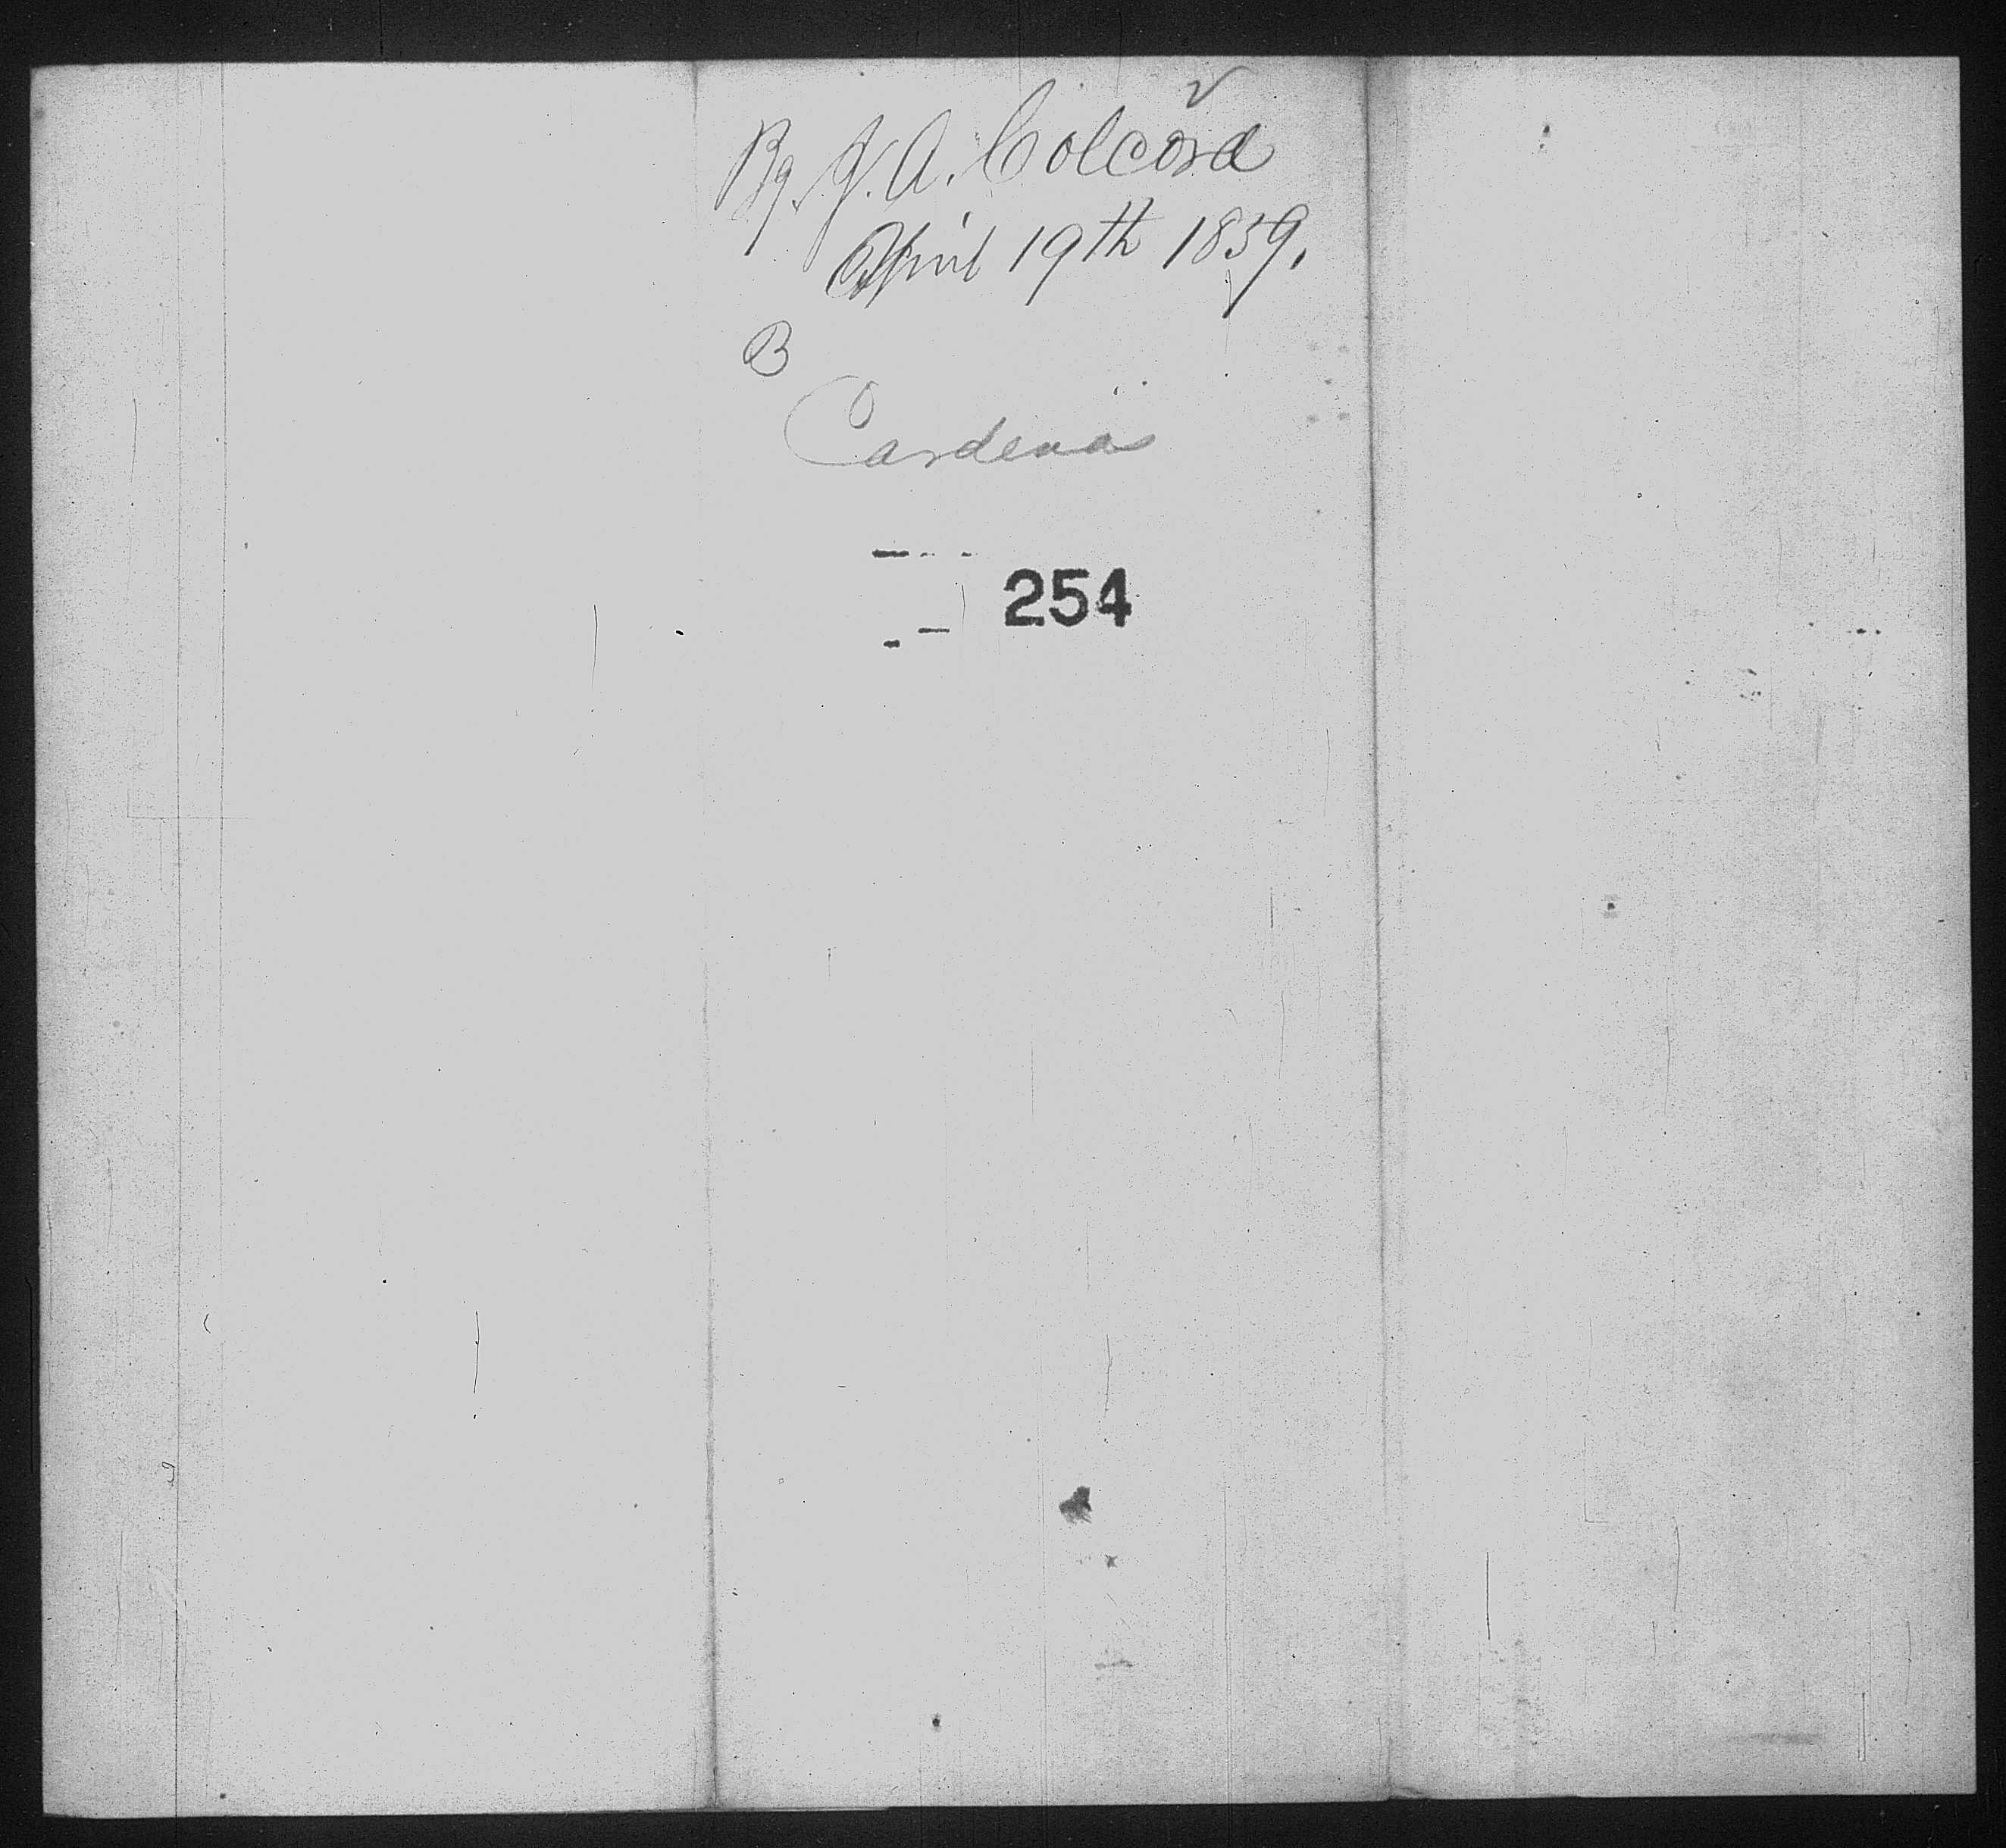 Bg. J. A. Colcord
April 19th 1859.
B
Cardenas
254